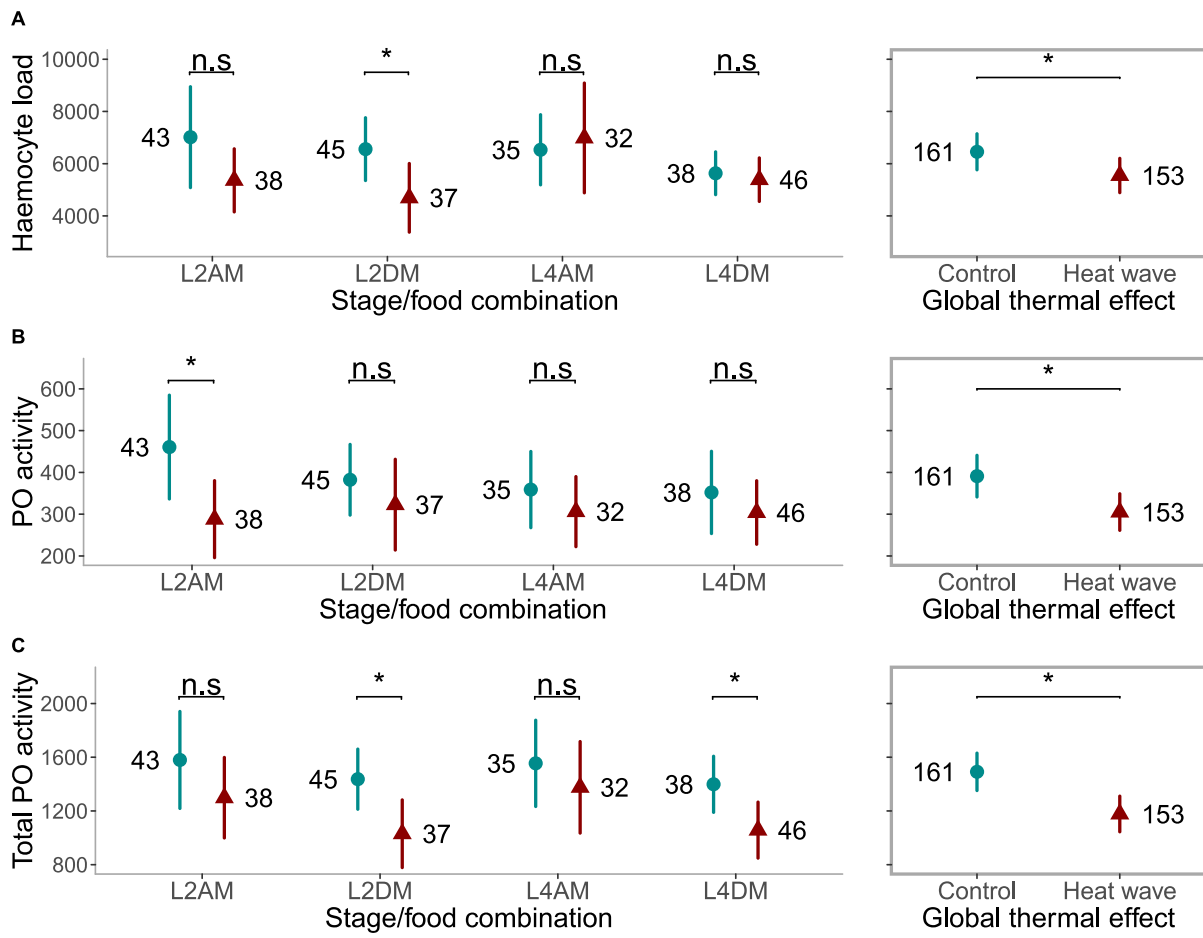 A
Haemocyte load
10000
8000
6000
4000
n.s
*
n.s
n.s
*
43
38
45
37
35
32
38
46
161
153
L2AM
L2DM
L4AM
L4DM
Control
Heat wave
Stage/food combination
Global thermal effect
B
PO activity
600
500
400
300
200
*
n.s
n.s
n.s
*
43
38
45
37
35
32
38
46
161
153
L2AM
L2DM
L4AM
L4DM
Control
Heat wave
Stage/food combination
Global thermal effect
C
Total PO activity
2000
1600
1200
800
n.s
*
n.s
*
*
43
38
45
37
35
32
38
46
161
153
L2AM
L2DM
L4AM
L4DM
Control
Heat wave
Stage/food combination
Global thermal effect